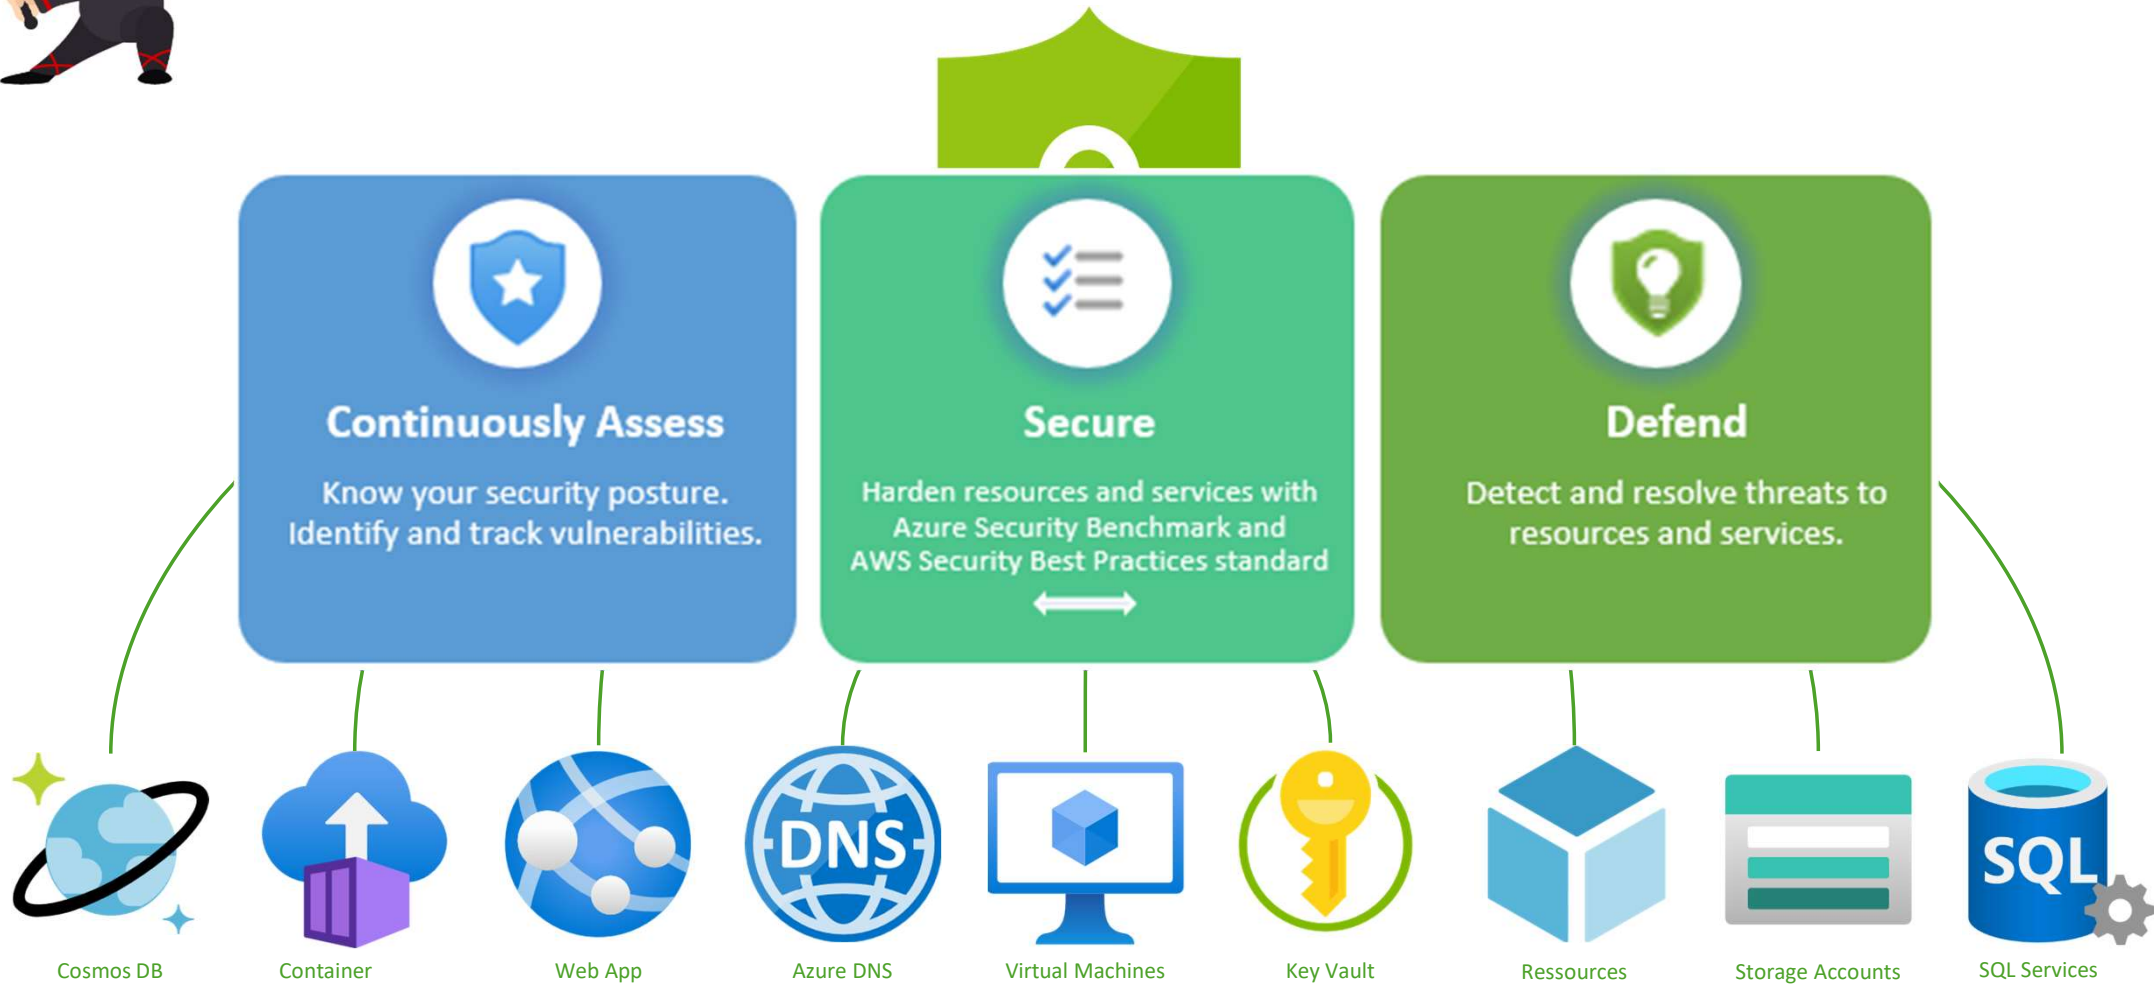 Continuously Assess
Know your security posture.
Identify and track vulnerabilities.
Secure
Harden resources and services with
Azure Security Benchmark and
AWS Security Best Practices standard
Defend
Detect and resolve threats to
resources and services.
DNS
SQL
Cosmos DB
Container
Web App
Azure DNS
Virtual Machines
Key Vault
Ressources
Storage Accounts
SQL Services